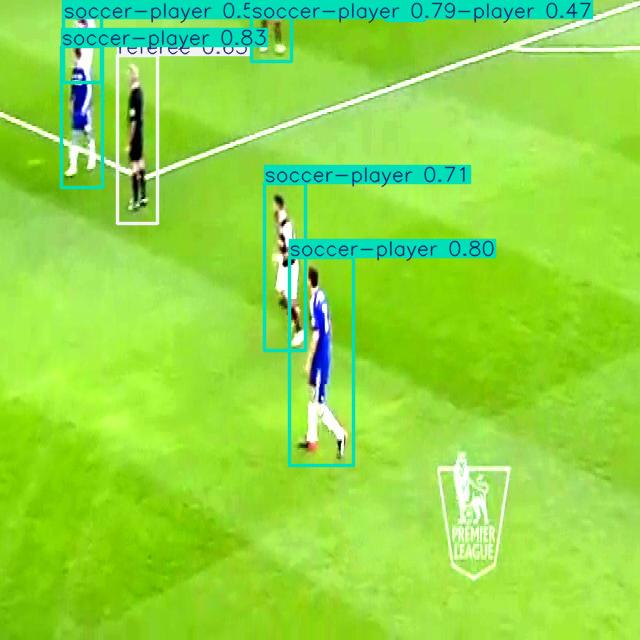 soccer-player 0.5
soccer-player 0.79
-player 0.47
soccer-player 0.83
referee 0.85
soccer-player 0.71
soccer-player 0.80
PREMIER
LEAGUE